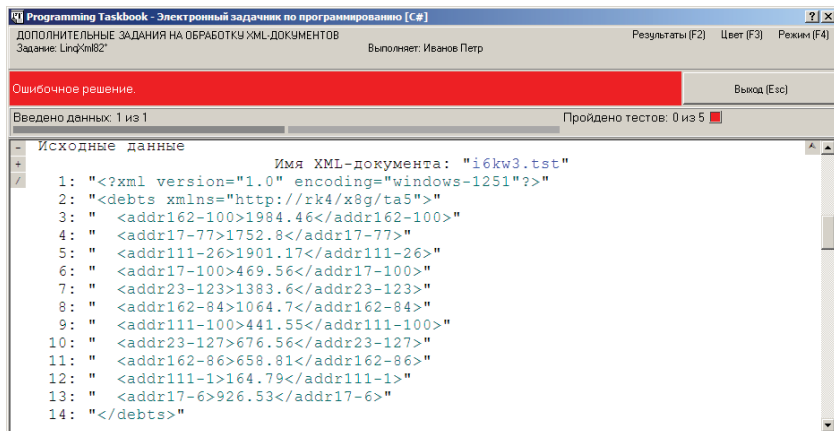 Programming Taskbook - Электронный задачник по программированию [C#]
ДОПОЛНИТЕЛЬНЫЕ ЗАДАНИЯ НА ОБРАБОТКУ XML-ДОКУМЕНТОВ
Результаты (F2) Цвет (F3) Режим (F4)
Задание: LinqXml82° Выполняет: Иванов Петр
Ошибочное решение.
Выход (Esc)
Введено данных: 1 из 1 Пройдено тестов: 0 из 5
Исходные данные
Имя XML-документа: "i6kw3.tst"
1: "<?xml version="1.0" encoding="windows-1251"?>"
2: "<debts xmlns="http://rk4/x8g/ta5">"
3: " <addr162-100>1984.46</addr162-100>"
4: " <addr17-77>1752.8</addr17-77>"
5: " <addr111-26>1901.17</addr111-26>"
6: " <addr17-100>469.56</addr17-100>"
7: " <addr23-123>1383.6</addr23-123>"
8: " <addr162-84>1064.7</addr162-84>"
9: " <addr111-100>441.55</addr111-100>"
10: " <addr23-127>676.56</addr23-127>"
11: " <addr162-86>658.81</addr162-86>"
12: " <addr111-1>164.79</addr111-1>"
13: " <addr17-6>926.53</addr17-6>"
14: "</debts>"